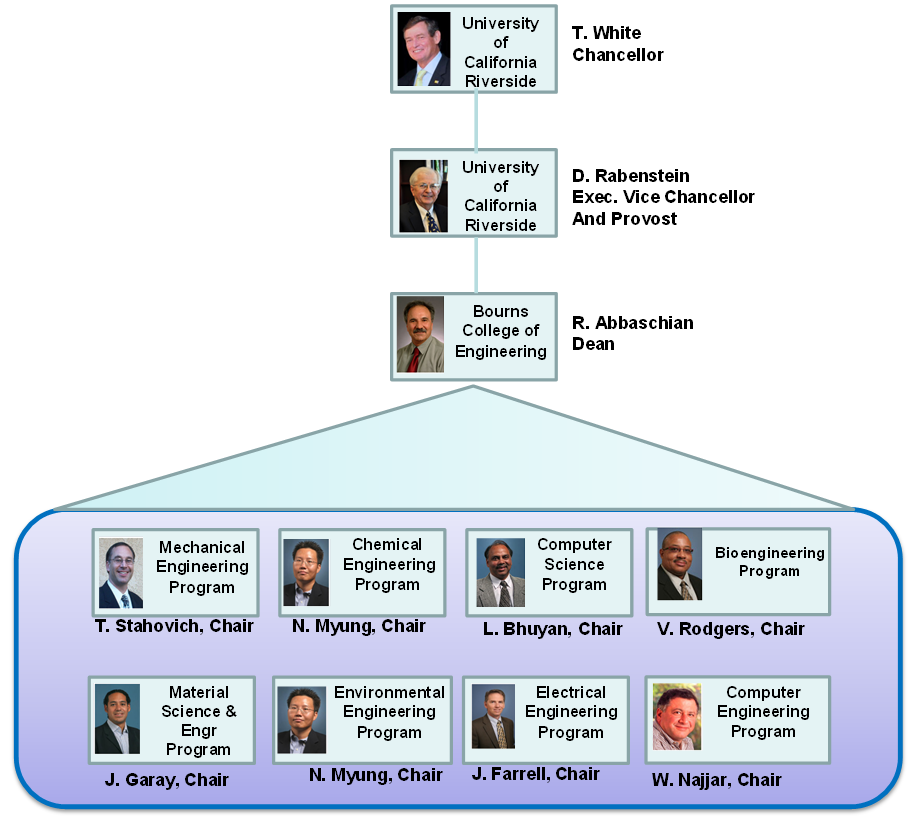 University
of
California
Riverside
T. White
Chancellor
University
of
California
Riverside
D. Rabenstein
Exec. Vice Chancellor
And Provost
Bourns
College of
Engineering
R. Abbaschian
Dean
Mechanical
Engineering
Program
T. Stahovich, Chair
Chemical
Engineering
Program
N. Myung, Chair
Computer
Science
Program
L. Bhuyan, Chair
Bioengineering
Program
V. Rodgers, Chair
Material
Science &
Engr
Program
J. Garay, Chair
Environmental
Engineering
Program
N. Myung, Chair
Electrical
Engineering
Program
J. Farrell, Chair
Computer
Engineering
Program
W. Najjar, Chair